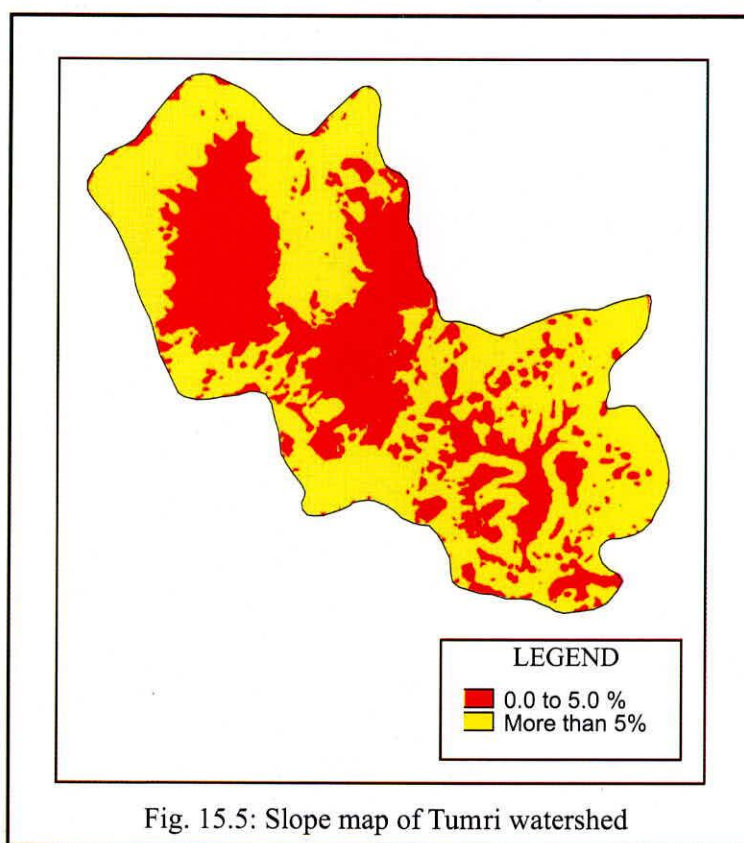 LEGEND
0.0 to 5.0 %
More than 5%
Fig. 15.5: Slope map of Tumri watershed